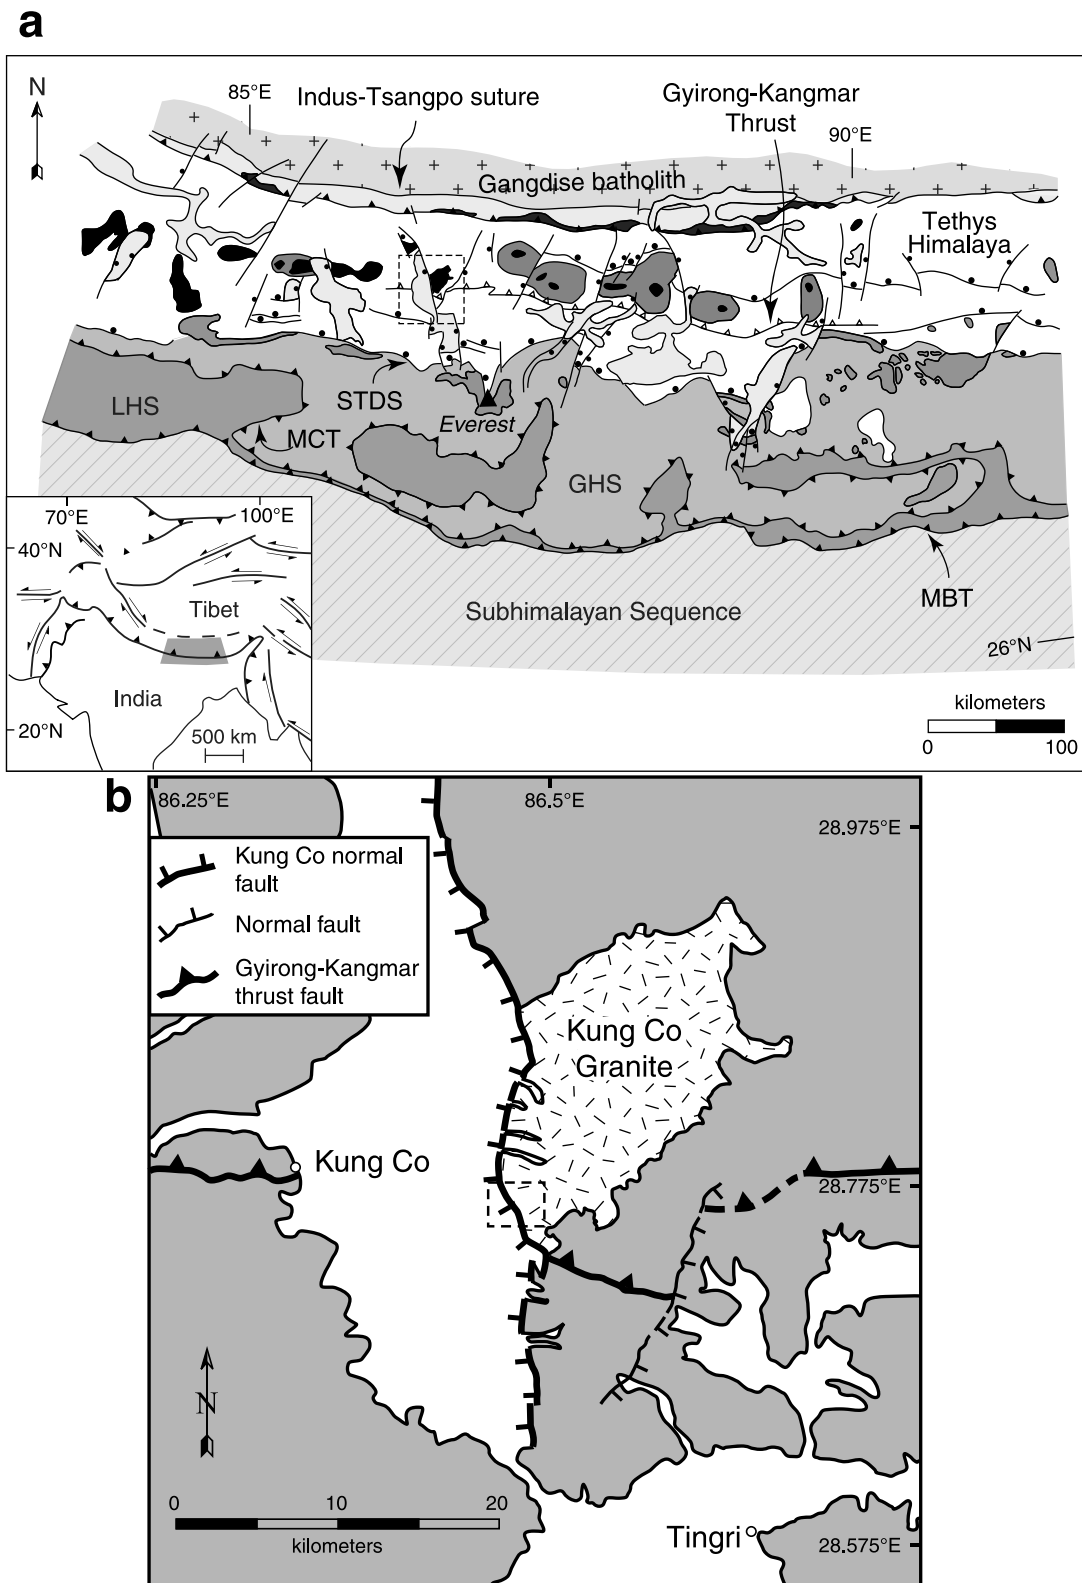 a
N
85°E
Indus-Tsangpo suture
Gyirong-Kangmar
Thrust
90°E
Gangdise batholith
Tethys
Himalaya
LHS
STDS
MCT
Everest
GHS
MBT
Subhimalayan Sequence
26°N
kilometers
0 100
70°E 100°E
40°N
Tibet
India
20°N
500 km
b
86.25°E 86.5°E
28.975°E
Kung Co normal
fault
Normal fault
Gyirong-Kangmar
thrust fault
Kung Co
Granite
Kung Co
28.775°E
N
0 10 20
kilometers
Tingri
28.575°E